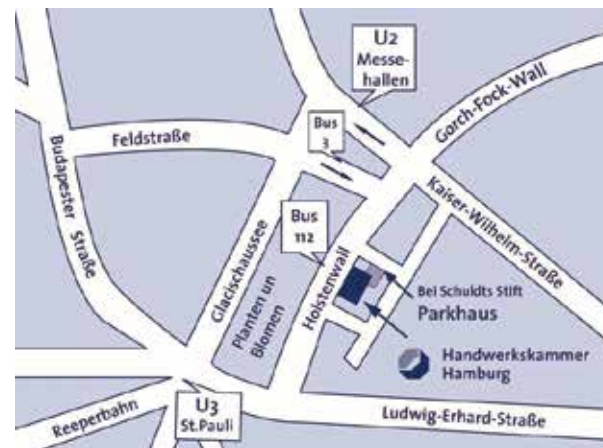 U2
Messe-
hallen
Gorch-Fock-Wall
Bus
3
Feldstraße
Budapester Straße
Kaiser-Wilhelm-Straße
Bus
112
Glacischaussee
Holstenwall
Planten un
Blomen
Bei Schuldts Stift
Parkhaus
Handwerkskammer
Hamburg
U3
St.Pauli
Reeperbahn
Ludwig-Erhard-Straße